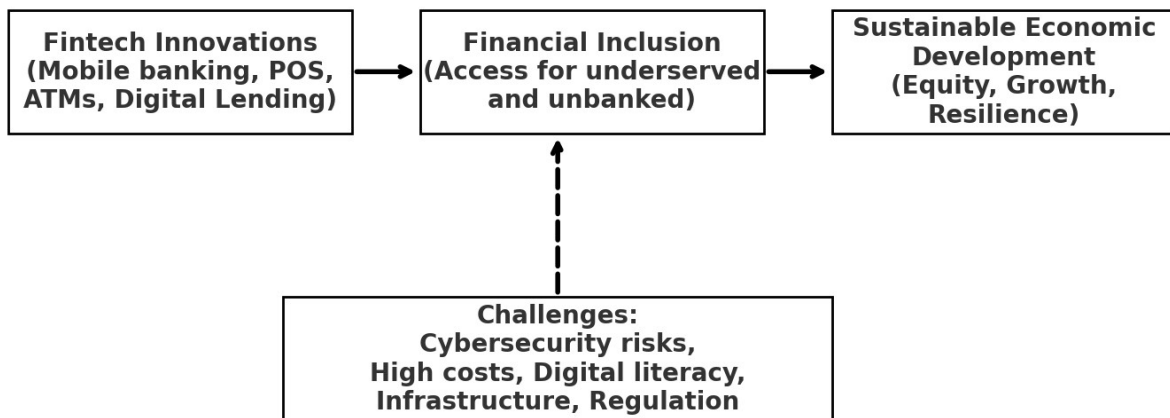 Fintech Innovations
(Mobile banking, POS,
ATMs, Digital Lending)
Financial Inclusion
(Access for underserved
and unbanked)
Sustainable Economic
Development
(Equity, Growth,
Resilience)
Challenges:
Cybersecurity risks,
High costs, Digital literacy,
Infrastructure, Regulation